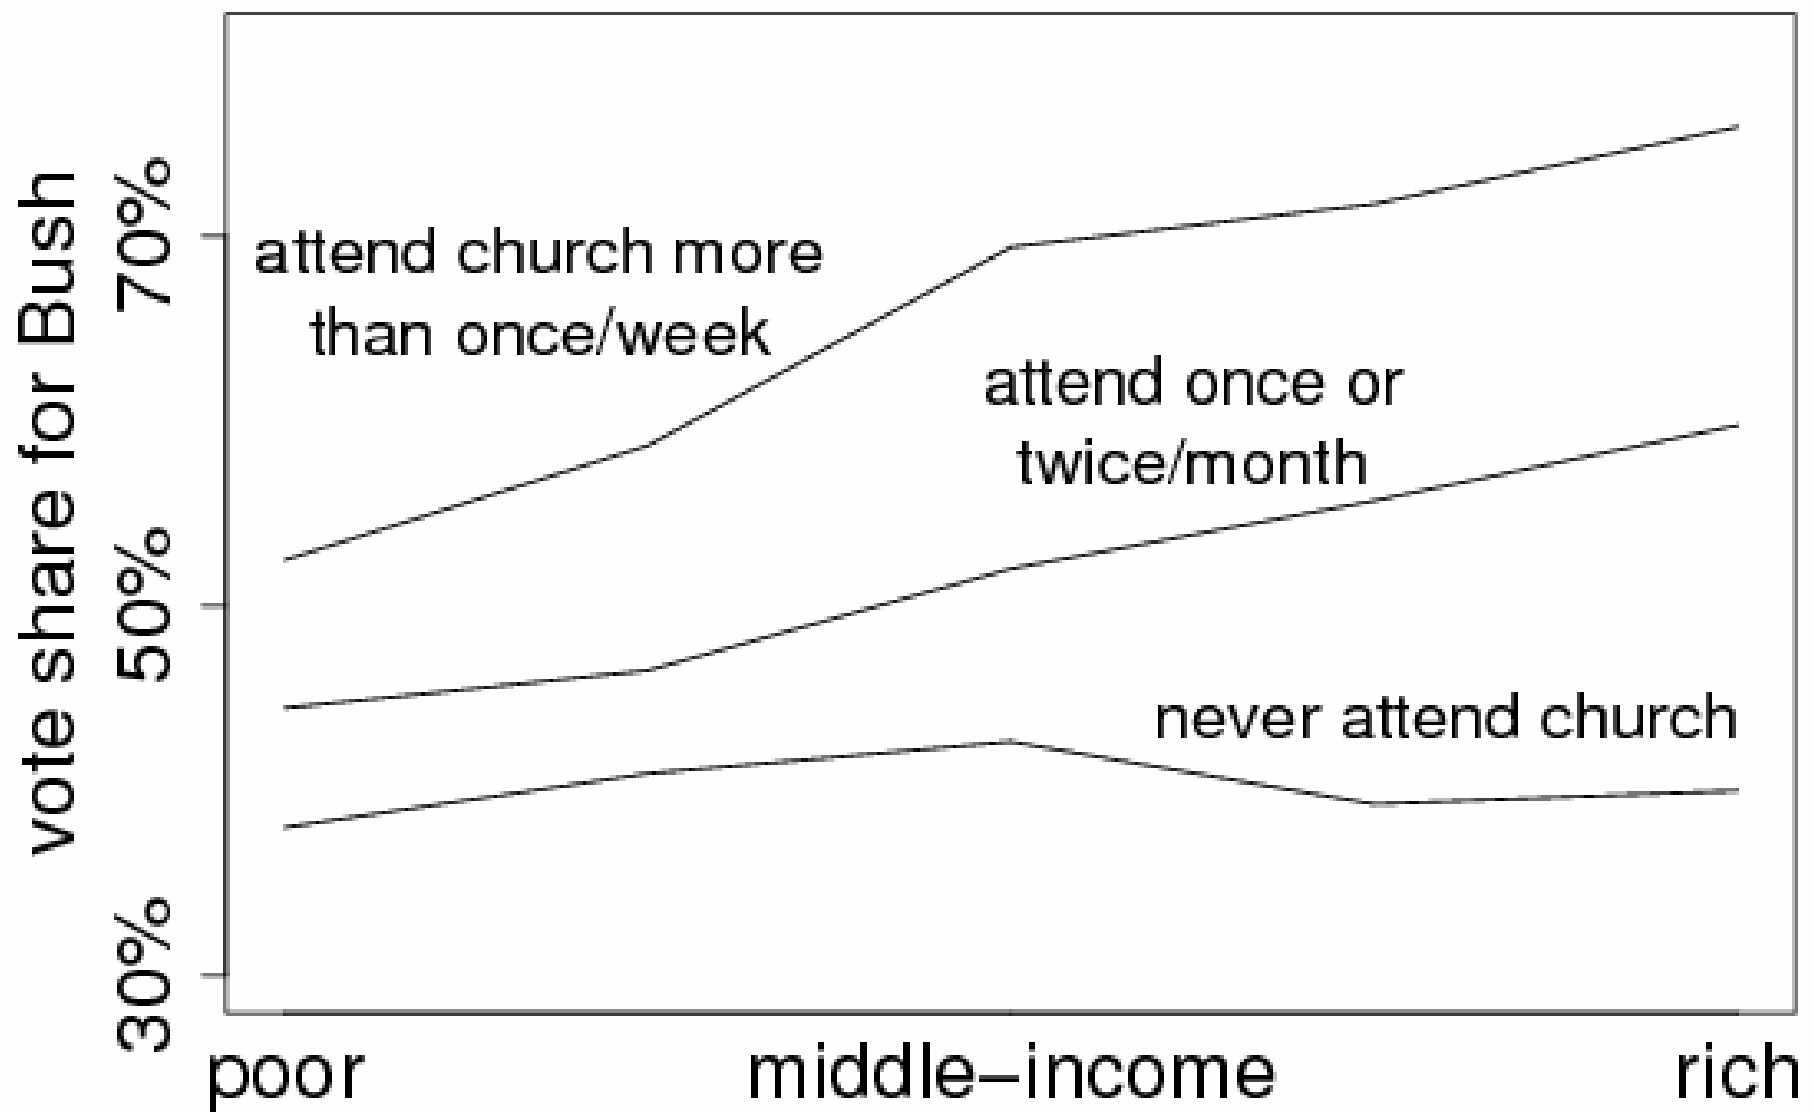 vote share for Bush
70%
50%
30%
attend church more
than once/week
attend once or
twice/month
never attend church
poor
middle–income
rich